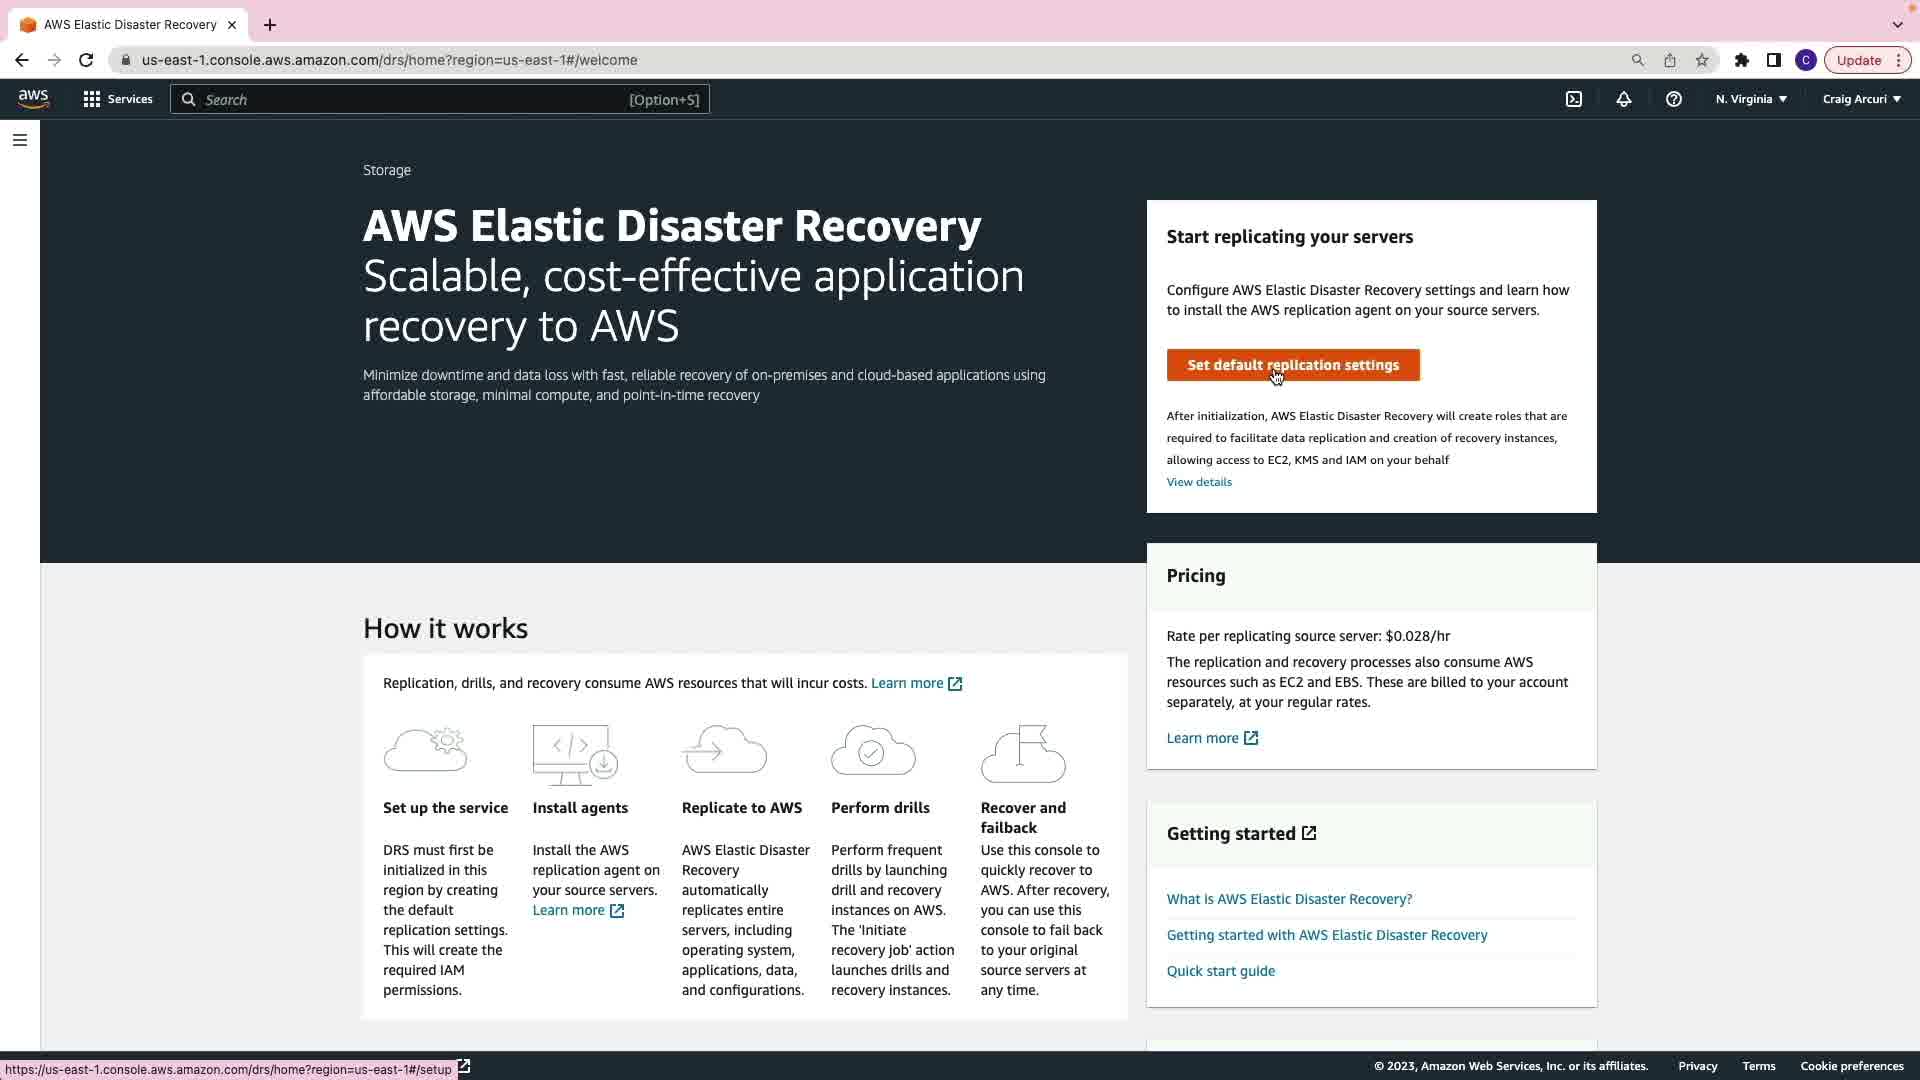 AWS Elastic Disaster Recovery
us-east-1.console.aws.amazon.com/drs/home?region=us-east-1#/welcome
C
Update
aws
Services
Search
[Option+S]
N. Virginia
Craig Arcuri
Storage
AWS Elastic Disaster Recovery
Scalable, cost-effective application
recovery to AWS
Minimize downtime and data loss with fast, reliable recovery of on-premises and cloud-based applications using
affordable storage, minimal compute, and point-in-time recovery
Start replicating your servers
Configure AWS Elastic Disaster Recovery settings and learn how
to install the AWS replication agent on your source servers.
Set default replication settings
After initialization, AWS Elastic Disaster Recovery will create roles that are
required to facilitate data replication and creation of recovery instances,
allowing access to EC2, KMS and IAM on your behalf
View details
Pricing
Rate per replicating source server: $0.028/hr
The replication and recovery processes also consume AWS
resources such as EC2 and EBS. These are billed to your account
separately, at your regular rates.
Learn more
Getting started
What is AWS Elastic Disaster Recovery?
Getting started with AWS Elastic Disaster Recovery
Quick start guide
How it works
Replication, drills, and recovery consume AWS resources that will incur costs. Learn more
Set up the service
DRS must first be
initialized in this
region by creating
the default
replication settings.
This will create the
required IAM
permissions.
Install agents
Install the AWS
replication agent on
your source servers.
Learn more
Replicate to AWS
AWS Elastic Disaster
Recovery
automatically
replicates entire
servers, including
operating system,
applications, data,
and configurations.
Perform drills
Perform frequent
drills by launching
drill and recovery
instances on AWS.
The 'Initiate
recovery job' action
launches drills and
recovery instances.
Recover and
failback
Use this console to
quickly recover to
AWS. After recovery,
you can use this
console to fail back
to your original
source servers at
any time.
https://us-east-1.console.aws.amazon.com/drs/home?region=us-east-1#/setup
© 2023, Amazon Web Services, Inc. or its affiliates.
Privacy
Terms
Cookie preferences